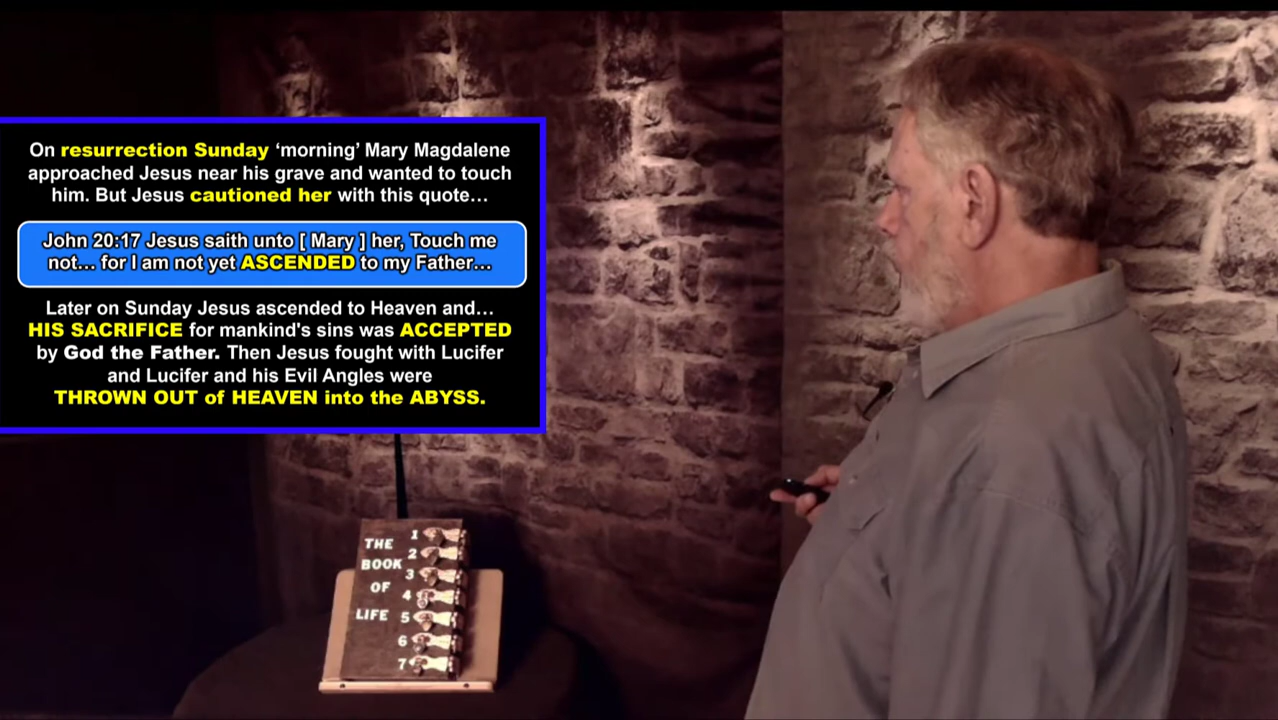 On resurrection Sunday ‘morning’ Mary Magdalene
approached Jesus near his grave and wanted to touch
him. But Jesus cautioned her with this quote…
John 20:17 Jesus saith unto [ Mary ] her, Touch me
not… for I am not yet ASCENDED to my Father…
Later on Sunday Jesus ascended to Heaven and…
HIS SACRIFICE for mankind's sins was ACCEPTED
by God the Father. Then Jesus fought with Lucifer
and Lucifer and his Evil Angles were
THROWN OUT of HEAVEN into the ABYSS.
THE
BOOK
OF
LIFE
1
2
3
4
5
6
7